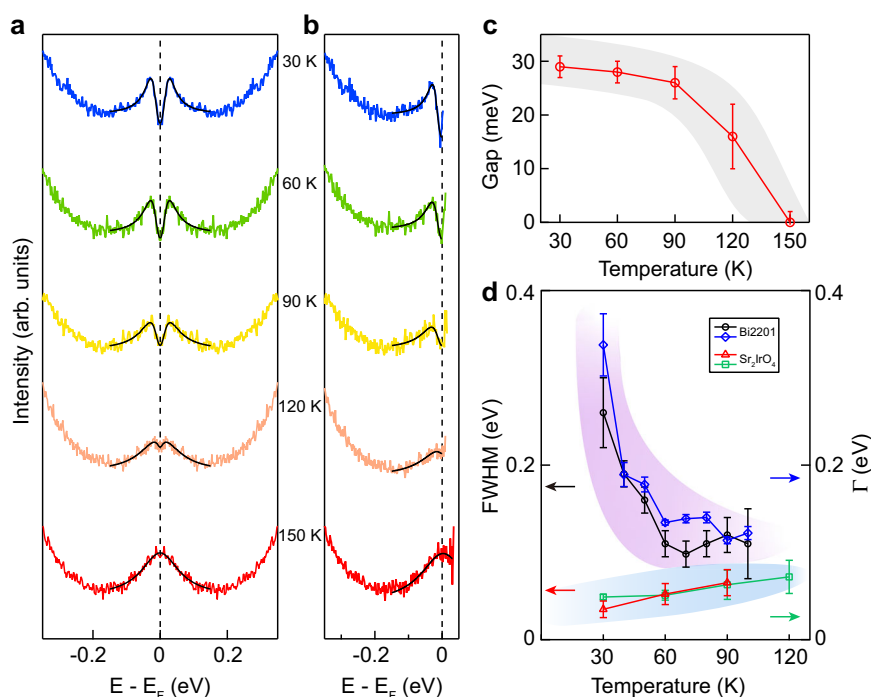 a
b
c
d
30 K
60 K
90 K
120 K
150 K
Intensity (arb. units)
-0.2 0 0.2
E - E_F (eV)
-0.2 0
E - E_F (eV)
30
20
10
0
Gap (meV)
30 60 90 120 150
Temperature (K)
0.4
0.2
0
FWHM (eV)
Bi2201
Sr₂IrO₄
0.4
0.2
0
Γ (eV)
30 60 90 120
Temperature (K)